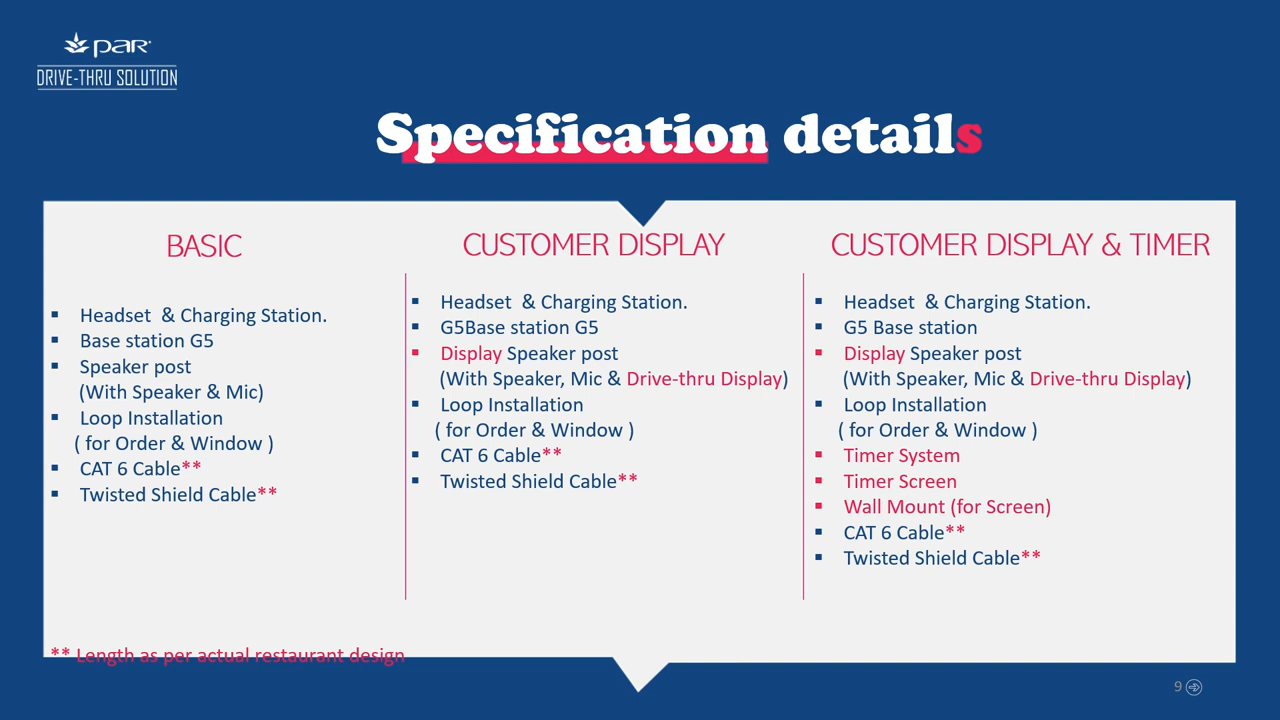 par
DRIVE-THRU SOLUTION
Specification details
BASIC
Headset & Charging Station.
Base station G5
Speaker post
(With Speaker & Mic)
Loop Installation
( for Order & Window )
CAT 6 Cable**
Twisted Shield Cable**
CUSTOMER DISPLAY
Headset & Charging Station.
G5Base station G5
Display Speaker post
(With Speaker, Mic & Drive-thru Display)
Loop Installation
( for Order & Window )
CAT 6 Cable**
Twisted Shield Cable**
CUSTOMER DISPLAY & TIMER
Headset & Charging Station.
G5 Base station
Display Speaker post
(With Speaker, Mic & Drive-thru Display)
Loop Installation
( for Order & Window )
Timer System
Timer Screen
Wall Mount (for Screen)
CAT 6 Cable**
Twisted Shield Cable**
** Length as per actual restaurant design
9